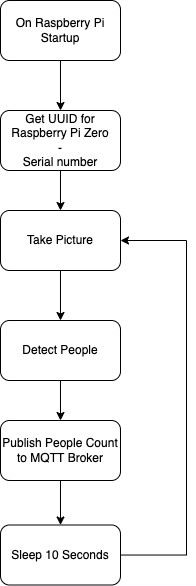 On Raspberry Pi
Startup
Get UUID for
Raspberry Pi Zero
-
Serial number
Take Picture
Detect People
Publish People Count
to MQTT Broker
Sleep 10 Seconds